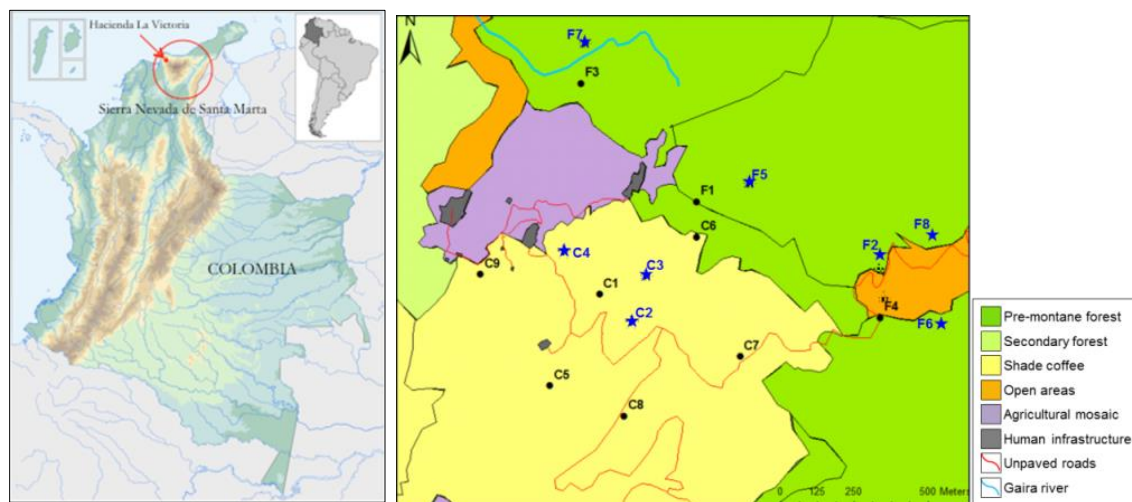 Hacienda La Victoria
Sierra Nevada de Santa Marta
COLOMBIA
N
F7
F3
F5
F1
C6
F8
F2
C4
C3
C9
C1
F4
C2
F6
C7
C5
C8
0 125 250 500 Meters
Pre-montane forest
Secondary forest
Shade coffee
Open areas
Agricultural mosaic
Human infrastructure
Unpaved roads
Gaira river